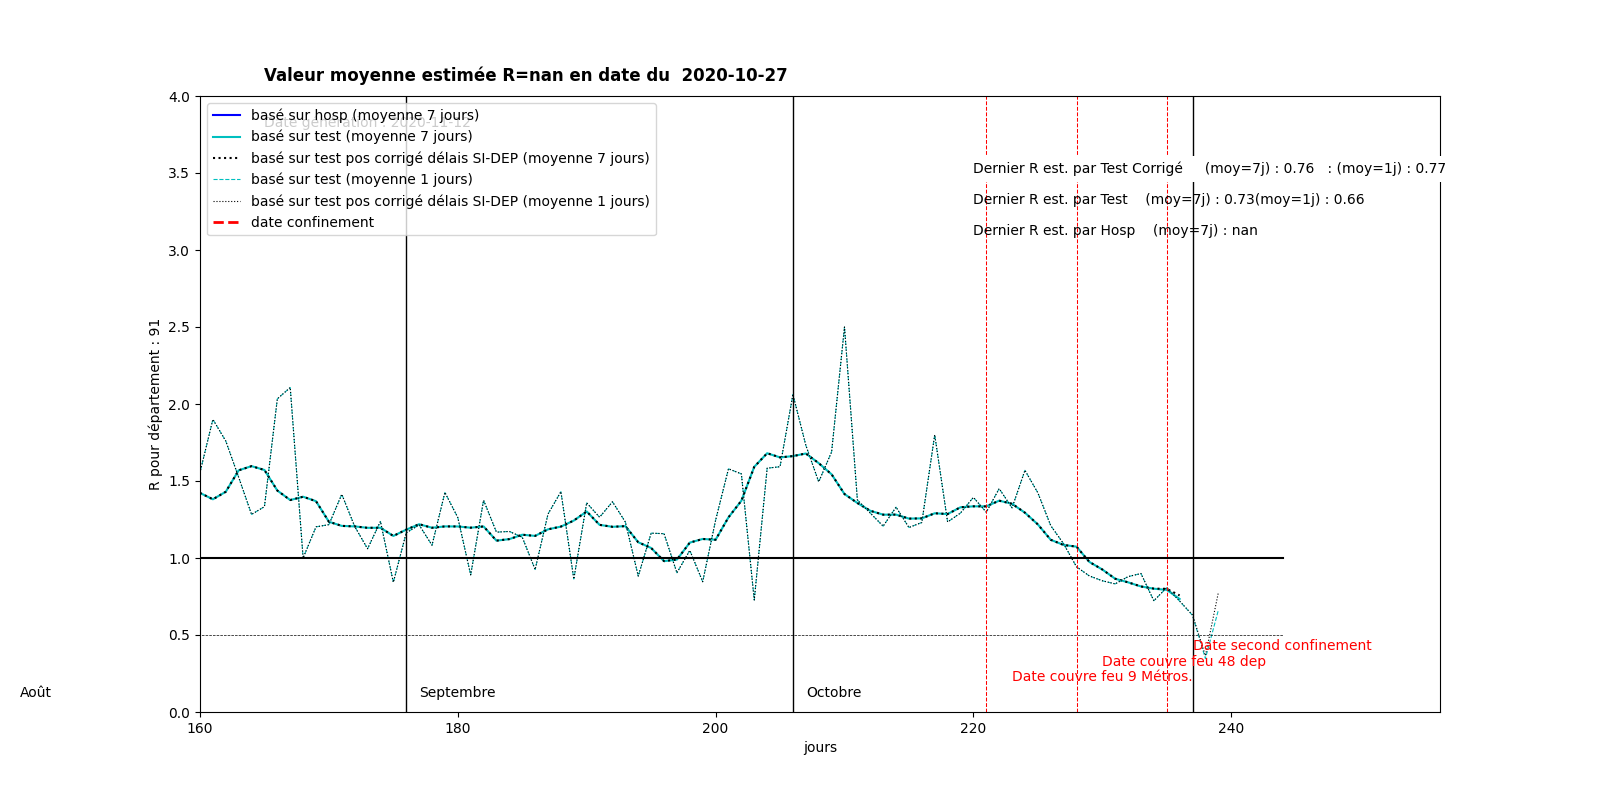 Valeur moyenne estimée R=nan en date du  2020-10-27
Date génération : 2020-11-12
basé sur hosp (moyenne 7 jours)
basé sur test (moyenne 7 jours)
basé sur test pos corrigé délais SI-DEP (moyenne 7 jours)
basé sur test (moyenne 1 jours)
basé sur test pos corrigé délais SI-DEP (moyenne 1 jours)
date confinement
Dernier R est. par Test Corrigé     (moy=7j) : 0.76   : (moy=1j) : 0.77
Dernier R est. par Test    (moy=7j) : 0.73(moy=1j) : 0.66
Dernier R est. par Hosp    (moy=7j) : nan
R pour département : 91
4.0
3.5
3.0
2.5
2.0
1.5
1.0
0.5
0.0
Date second confinement
Date couvre feu 48 dep
Date couvre feu 9 Métros.
Août
Septembre
Octobre
160
180
200
220
240
jours